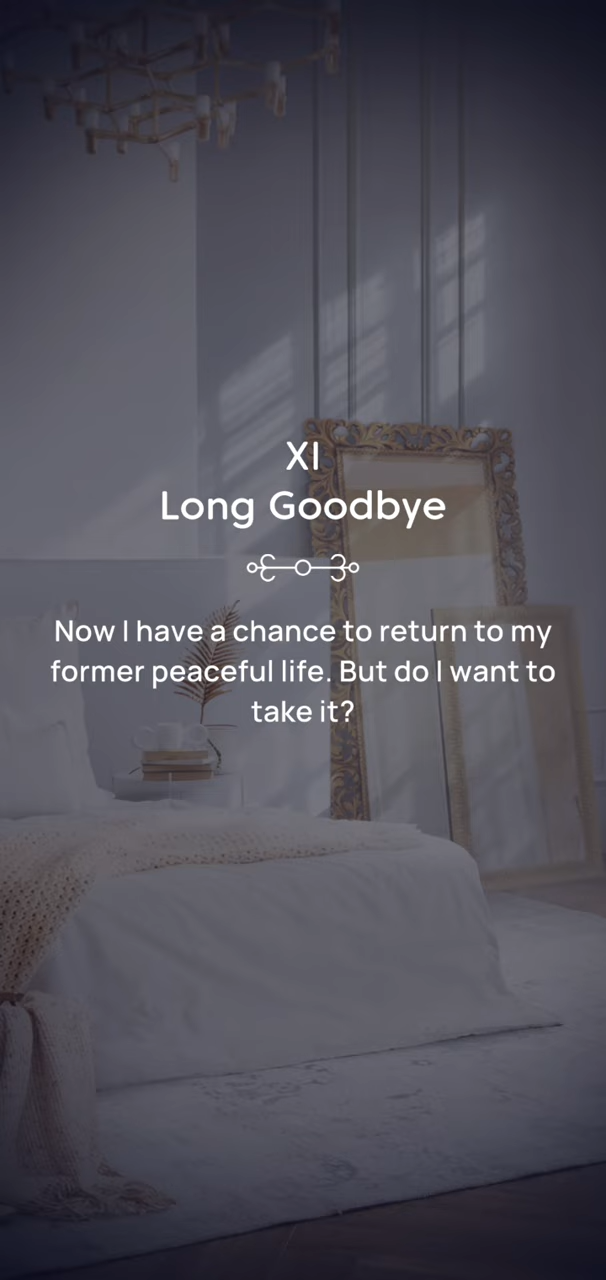 XI
Long Goodbye
Now I have a chance to return to my
former peaceful life. But do I want to
take it?